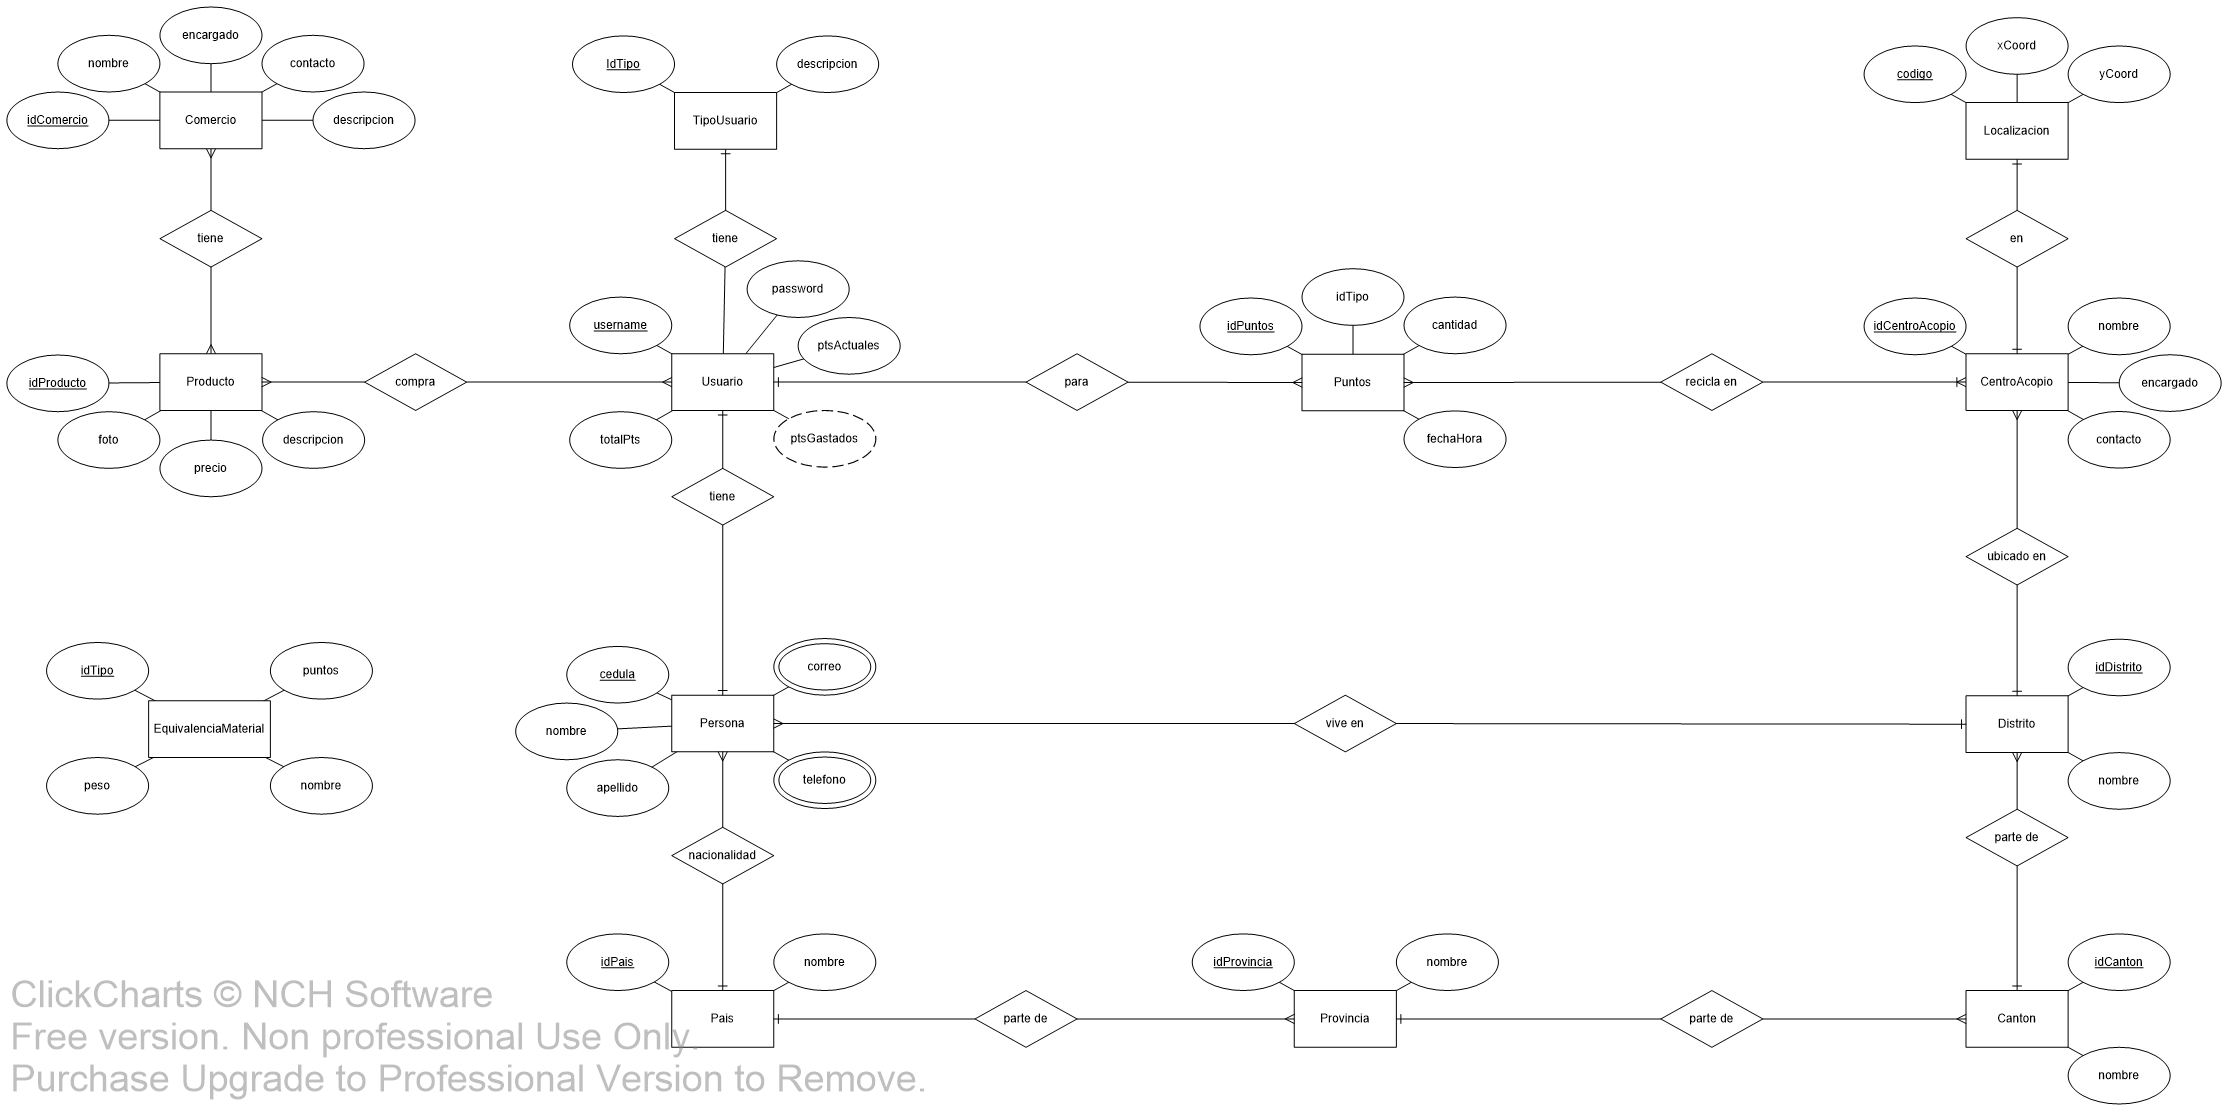 encargado
nombre
contacto
idComercio
Comercio
descripcion
IdTipo
descripcion
TipoUsuario
xCoord
codigo
yCoord
Localizacion
tiene
tiene
en
password
username
ptsActuales
idProducto
Producto
compra
Usuario
foto
descripcion
precio
totalPts
ptsGastados
para
idTipo
idPuntos
cantidad
Puntos
fechaHora
recicla en
idCentroAcopio
nombre
CentroAcopio
encargado
contacto
tiene
ubicado en
idTipo
puntos
EquivalenciaMaterial
peso
nombre
cedula
correo
nombre
Persona
apellido
telefono
vive en
idDistrito
Distrito
nombre
nacionalidad
parte de
idPais
nombre
Pais
parte de
idProvincia
nombre
Provincia
parte de
idCanton
Canton
nombre
ClickCharts © NCH Software
Free version. Non professional Use Only.
Purchase Upgrade to Professional Version to Remove.